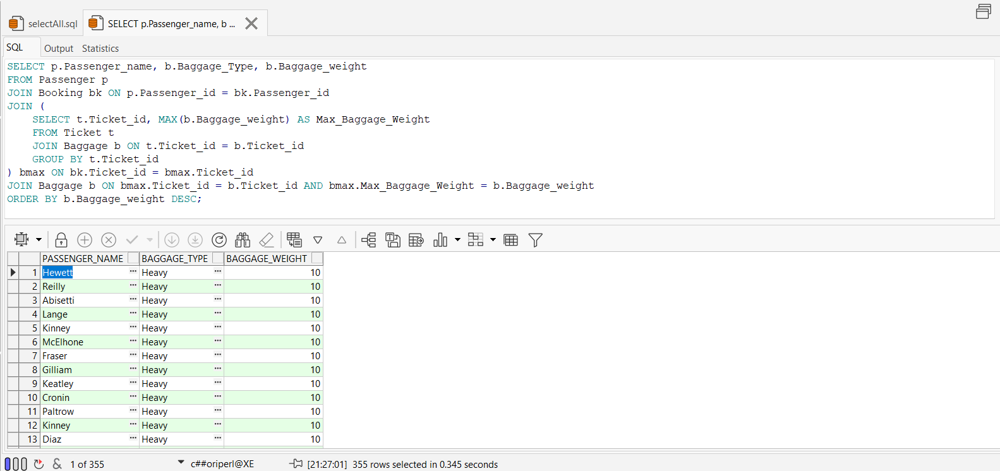 selectAll.sql SELECT p.Passenger_name, b ...
SQL Output Statistics
SELECT p.Passenger_name, b.Baggage_Type, b.Baggage_weight
FROM Passenger p
JOIN Booking bk ON p.Passenger_id = bk.Passenger_id
JOIN (
    SELECT t.Ticket_id, MAX(b.Baggage_weight) AS Max_Baggage_Weight
    FROM Ticket t
    JOIN Baggage b ON t.Ticket_id = b.Ticket_id
    GROUP BY t.Ticket_id
) bmax ON bk.Ticket_id = bmax.Ticket_id
JOIN Baggage b ON bmax.Ticket_id = b.Ticket_id AND bmax.Max_Baggage_Weight = b.Baggage_weight
ORDER BY b.Baggage_weight DESC;
PASSENGER_NAME BAGGAGE_TYPE BAGGAGE_WEIGHT
1 Hewett ... Heavy ... 10
2 Reilly ... Heavy ... 10
3 Abisetti ... Heavy ... 10
4 Lange ... Heavy ... 10
5 Kinney ... Heavy ... 10
6 McElhone ... Heavy ... 10
7 Fraser ... Heavy ... 10
8 Gilliam ... Heavy ... 10
9 Keatley ... Heavy ... 10
10 Cronin ... Heavy ... 10
11 Paltrow ... Heavy ... 10
12 Kinney ... Heavy ... 10
13 Diaz ... Heavy ... 10
& 1 of 355 c##oriperl@XE [21:27:01] 355 rows selected in 0.345 seconds